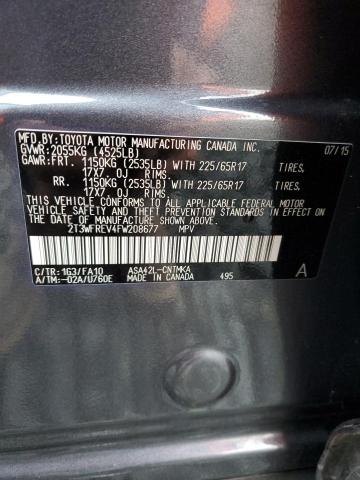 MFD.BY:TOYOTA MOTOR MANUFACTURING CANADA INC. 07/15
GVWR:2055KG (4525LB)
GAWR:FRT. 1150KG (2535LB) WITH 225/65R17 TIRES,
17X7. 0J RIMS.
RR. 1150KG (2535LB) WITH 225/65R17 TIRES,
17X7. 0J RIMS.
THIS VEHICLE CONFORMS TO ALL APPLICABLE FEDERAL MOTOR
VEHICLE SAFETY STANDARDS IN EFFECT ON THE
DATE OF MANUFACTURE SHOWN ABOVE.
2T3WFREV4FW208677 MPV
C/TR:1G3/FA10 ASA42L-CNTMKA A
A/TM:-02A/U760E MADE IN CANADA 495